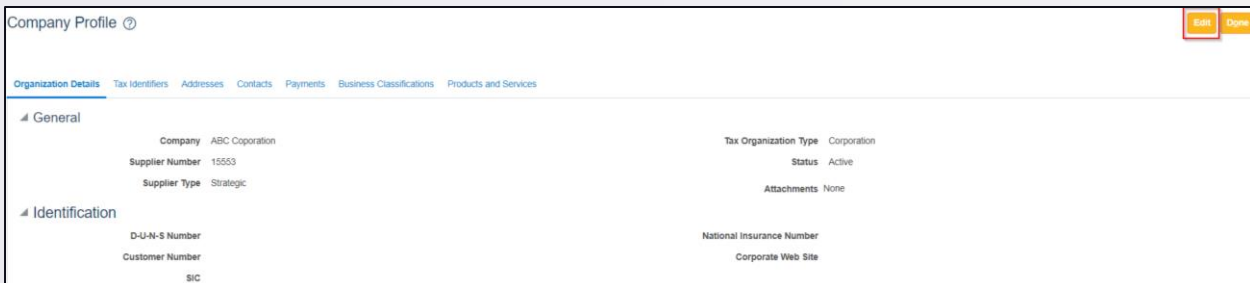 Company Profile ?
Edit Done
Organization Details Tax Identifiers Addresses Contacts Payments Business Classifications Products and Services
General
Company ABC Coporation Tax Organization Type Corporation
Supplier Number 15553 Status Active
Supplier Type Strategic Attachments None
Identification
D-U-N-S Number National Insurance Number
Customer Number Corporate Web Site
SIC